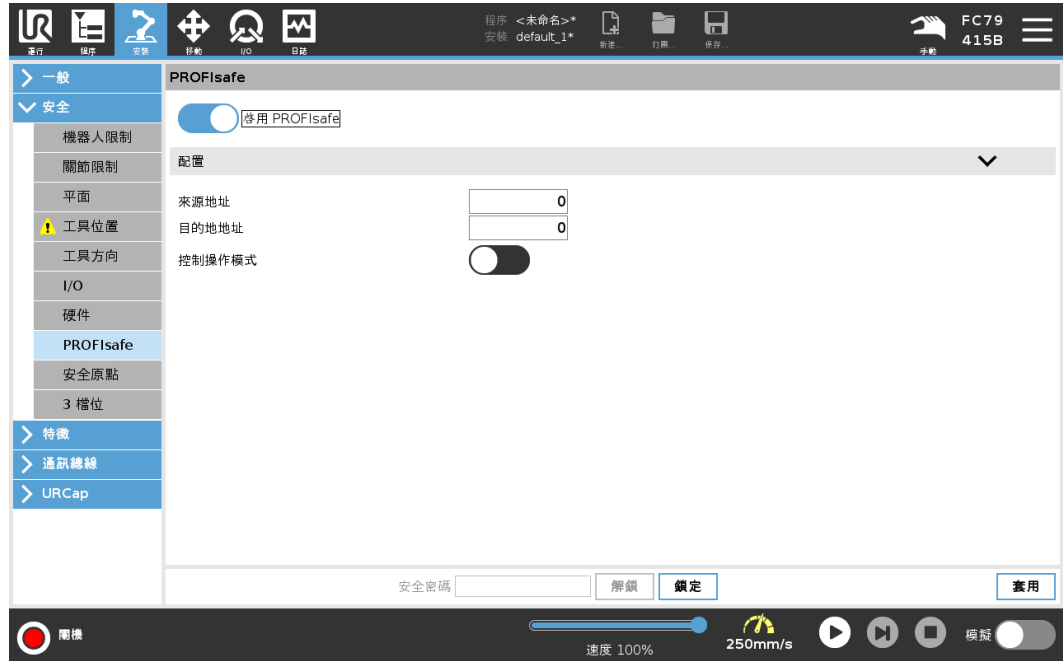 UR
運行
程序
安裝
移動
I/O
日誌
程序 <未命名>*
安裝 default_1*
新建...
打開...
保存...
手動
FC79
415B
一般
安全
機器人限制
關節限制
平面
工具位置
工具方向
I/O
硬件
PROFIsafe
安全原點
3 檔位
特徵
通訊總線
URCap
PROFIsafe
啓用 PROFIsafe
配置
來源地址 0
目的地地址 0
控制操作模式
安全密碼 解鎖 鎖定 套用
關機
速度 100%
250mm/s
模擬